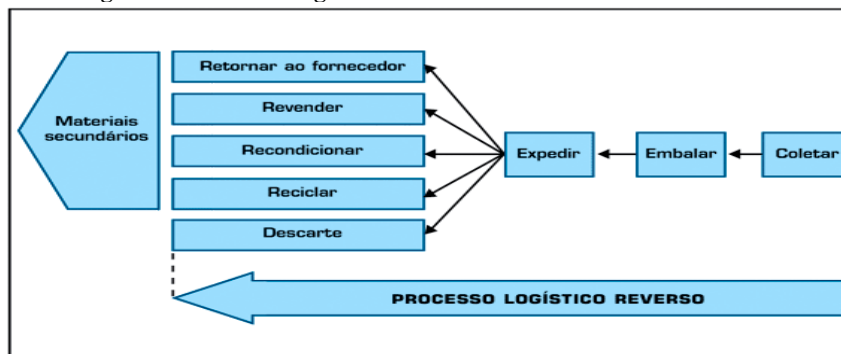 Retornar ao fornecedor
Materiais
secundários
Revender
Recondicionar
Expedir
Embalar
Coletar
Reciclar
Descarte
PROCESSO LOGÍSTICO REVERSO